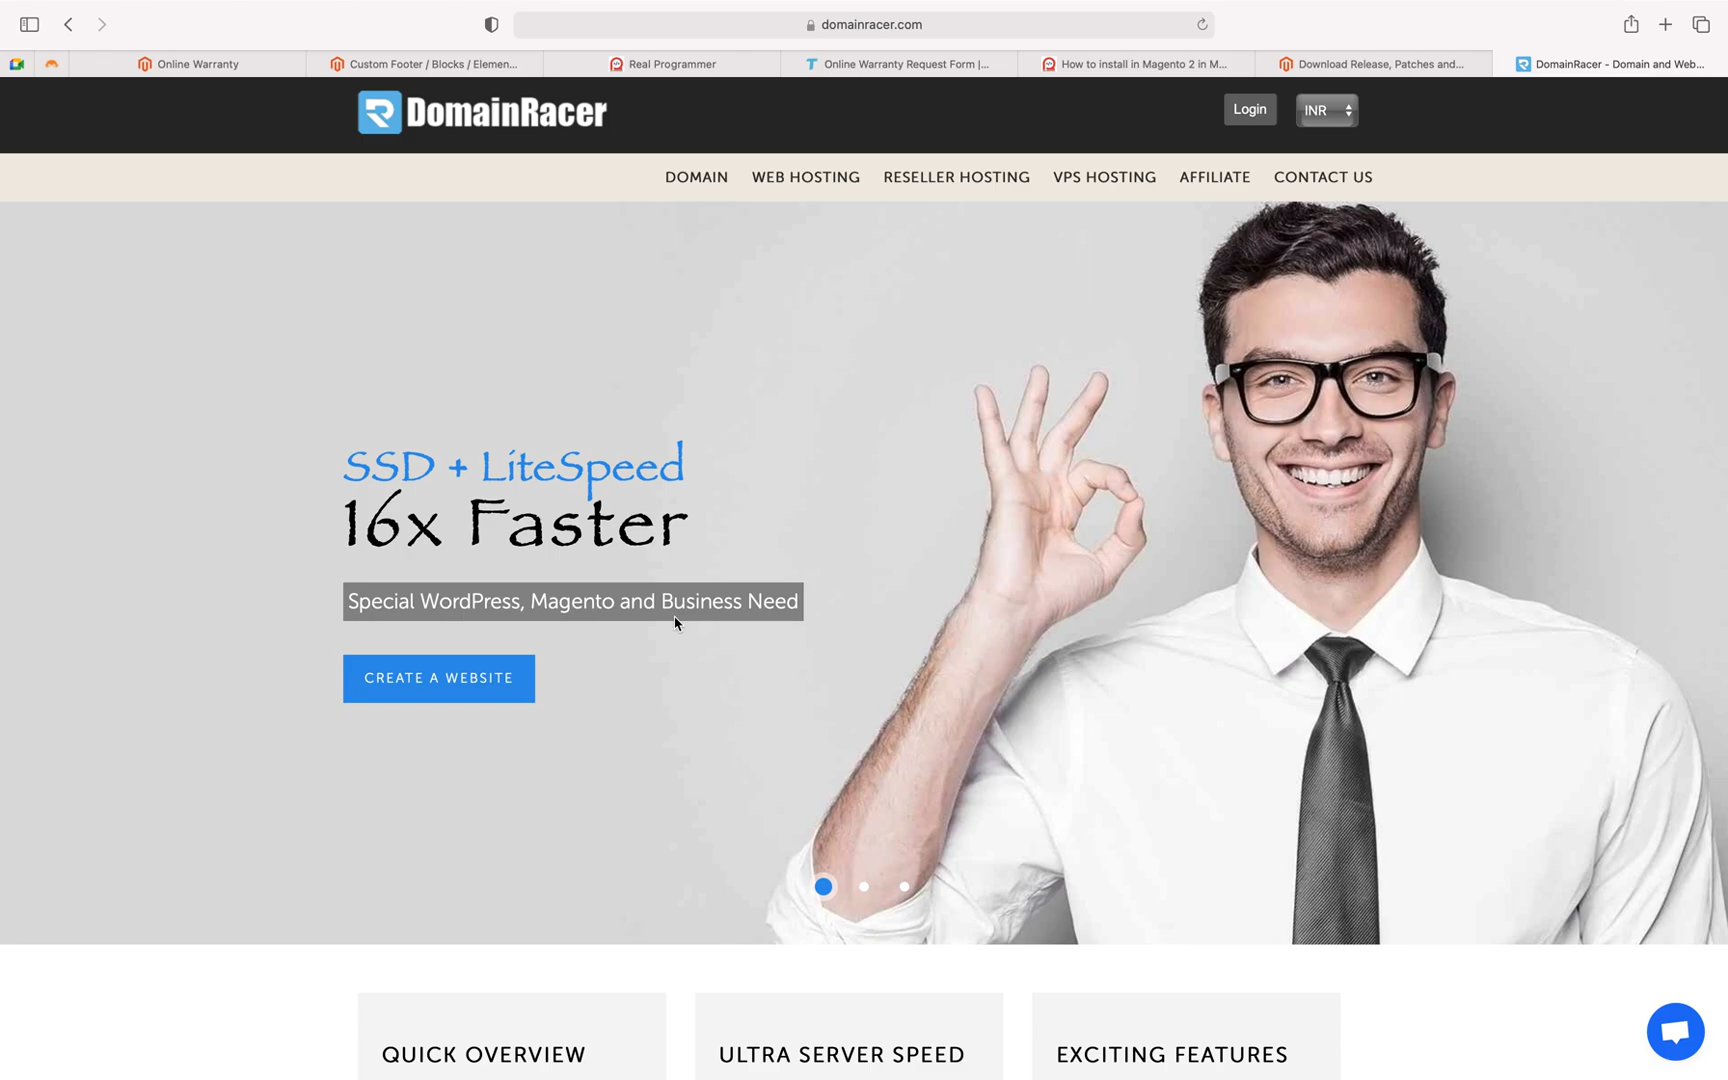 domainracer.com
Online Warranty
Custom Footer / Blocks / Elemen...
Real Programmer
Online Warranty Request Form |...
How to install in Magento 2 in M...
Download Release, Patches and...
DomainRacer - Domain and Web...
DomainRacer
Login
INR
DOMAIN
WEB HOSTING
RESELLER HOSTING
VPS HOSTING
AFFILIATE
CONTACT US
SSD + LiteSpeed
16x Faster
Special WordPress, Magento and Business Need
CREATE A WEBSITE
QUICK OVERVIEW
ULTRA SERVER SPEED
EXCITING FEATURES